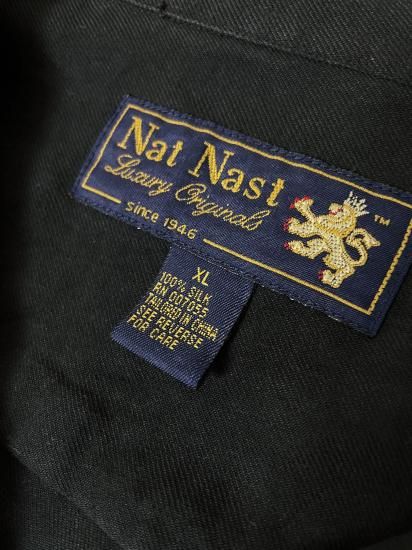 Nat Nast
Luxury Originals
since 1946
TM
XL
100% SILK
RN 007055
TAILORED IN CHINA
SEE REVERSE
FOR CARE